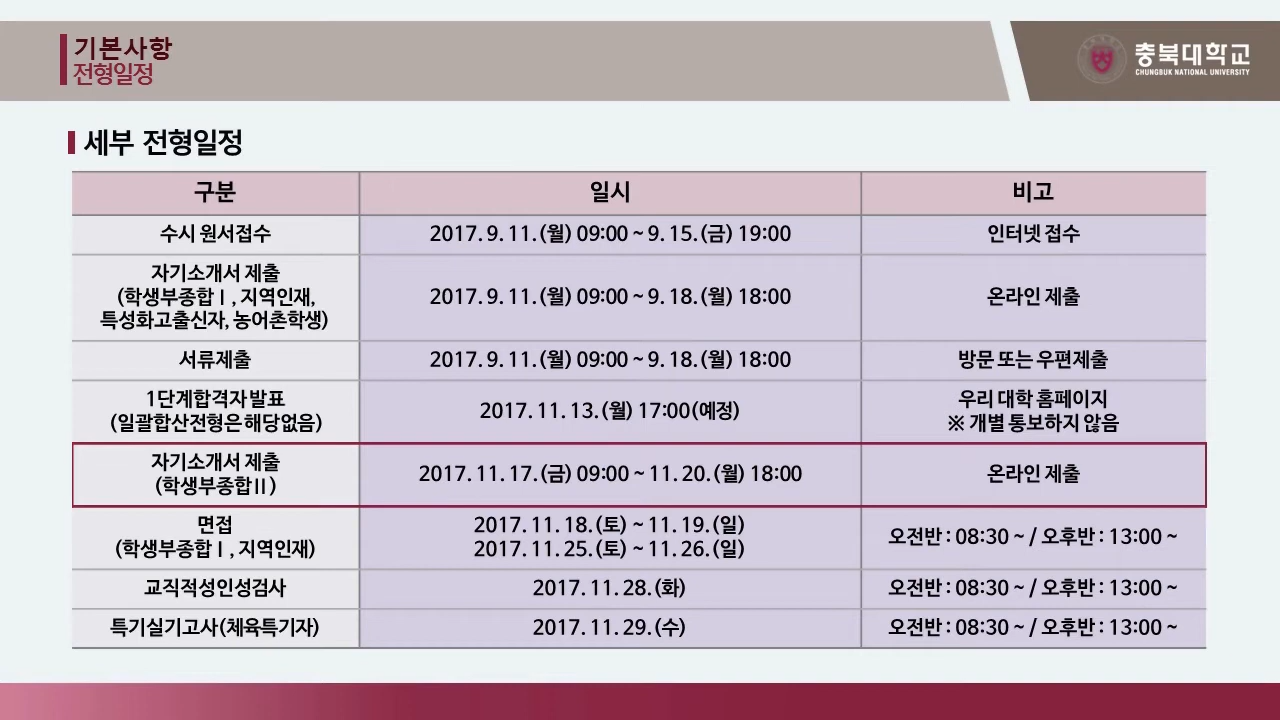 기본사항
전형일정
충북대학교
CHUNGBUK NATIONAL UNIVERSITY
세부 전형일정
구분 일시 비고
수시 원서접수 2017. 9. 11.(월) 09:00 ~ 9. 15.(금) 19:00 인터넷 접수
자기소개서 제출
(학생부종합Ⅰ, 지역인재,
특성화고출신자, 농어촌학생)
2017. 9. 11.(월) 09:00 ~ 9. 18.(월) 18:00 온라인 제출
서류제출 2017. 9. 11.(월) 09:00 ~ 9. 18.(월) 18:00 방문 또는 우편제출
1단계합격자 발표
(일괄합산전형은 해당없음)
2017. 11. 13.(월) 17:00(예정)
우리 대학 홈페이지
※ 개별 통보하지 않음
자기소개서 제출
(학생부종합Ⅱ)
2017. 11. 17.(금) 09:00 ~ 11. 20.(월) 18:00 온라인 제출
면접
(학생부종합Ⅰ, 지역인재)
2017. 11. 18.(토) ~ 11. 19.(일)
2017. 11. 25.(토) ~ 11. 26.(일)
오전반 : 08:30 ~ / 오후반 : 13:00 ~
교직적성인성검사 2017. 11. 28.(화) 오전반 : 08:30 ~ / 오후반 : 13:00 ~
특기실기고사(체육특기자) 2017. 11. 29.(수) 오전반 : 08:30 ~ / 오후반 : 13:00 ~